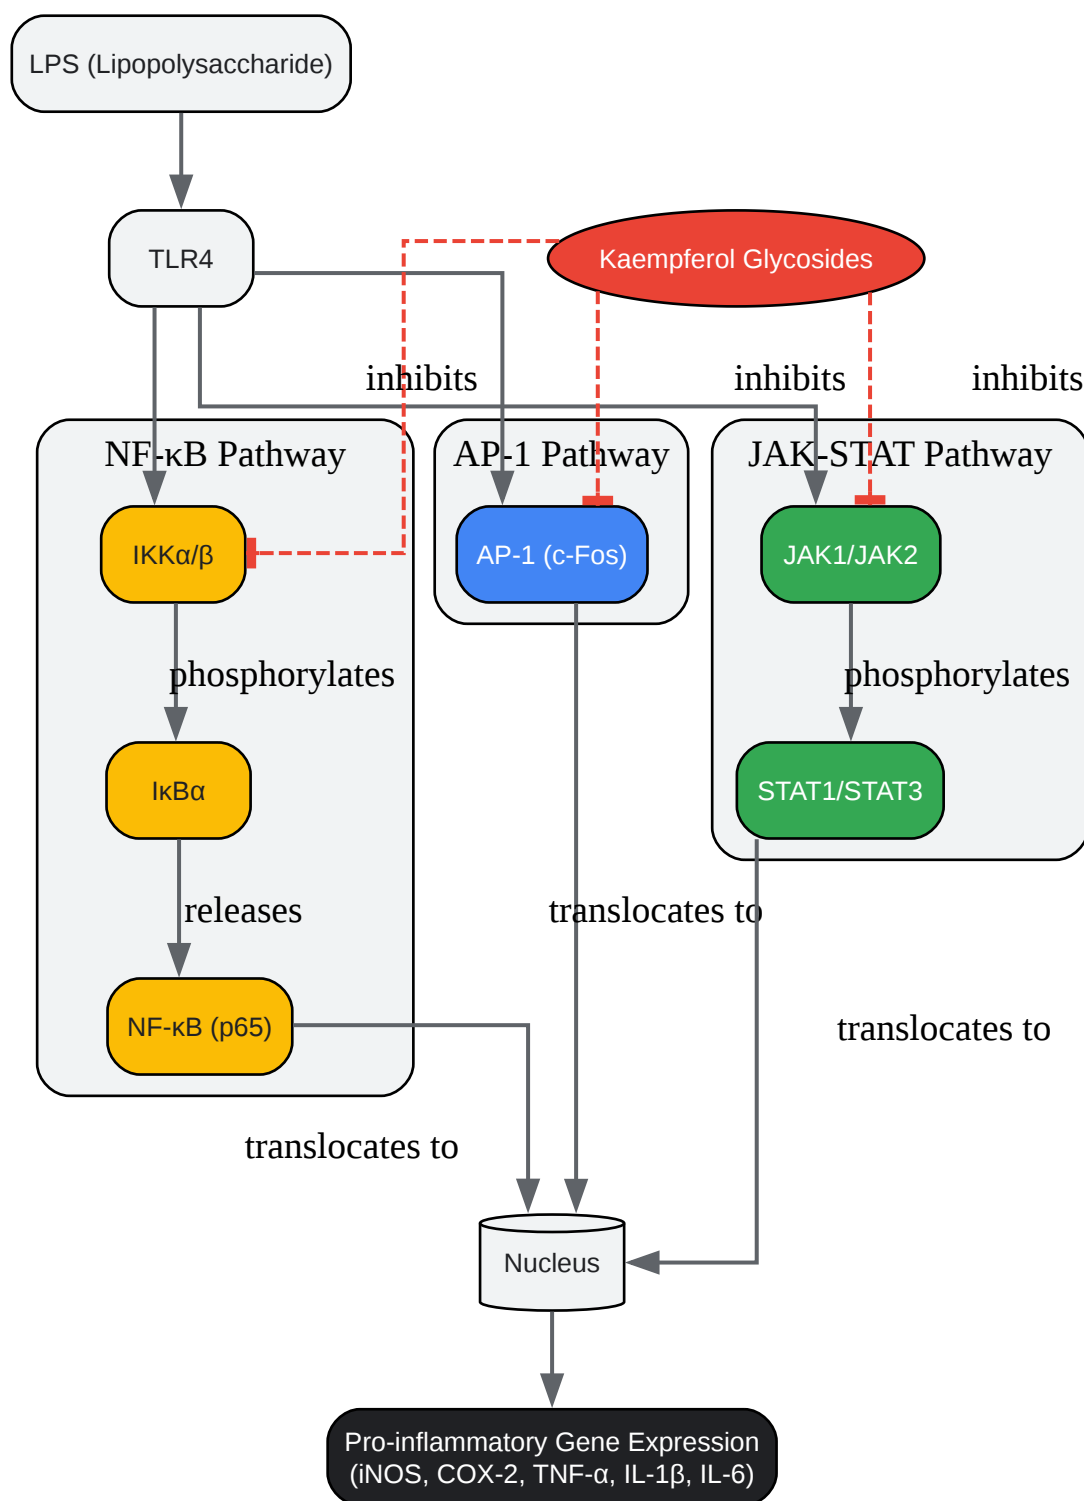 LPS (Lipopolysaccharide)
TLR4
Kaempferol Glycosides
inhibits
inhibits
inhibits
NF-κB Pathway
AP-1 Pathway
JAK-STAT Pathway
IKKα/β
AP-1 (c-Fos)
JAK1/JAK2
phosphorylates
phosphorylates
IκBα
STAT1/STAT3
releases
translocates to
NF-κB (p65)
translocates to
translocates to
Nucleus
Pro-inflammatory Gene Expression
(iNOS, COX-2, TNF-α, IL-1β, IL-6)